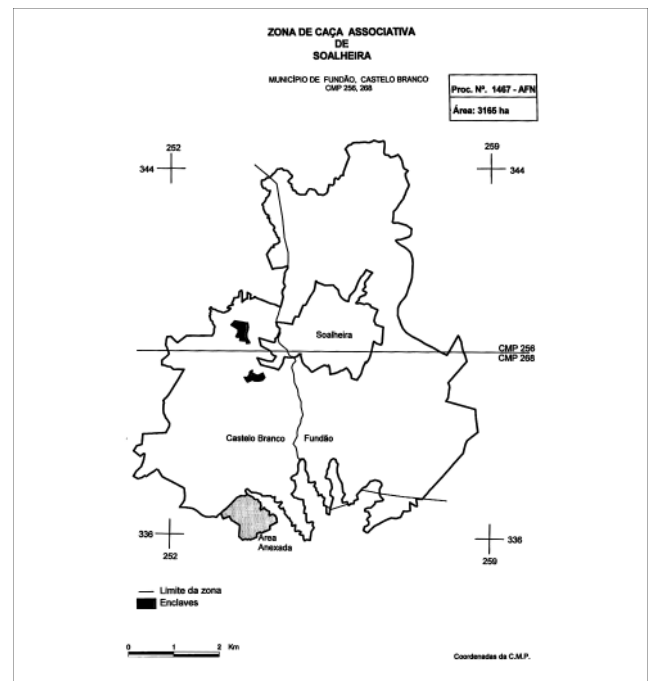 ZONA DE CAÇA ASSOCIATIVA
DE
SOALHEIRA
MUNICÍPIO DE FUNDÃO, CASTELO BRANCO
CMP 256, 268
Proc. Nº. 1467 - AFN
Área: 3165 ha
252
344
259
344
Soalheira
CMP 256
CMP 268
Castelo Branco
Fundão
336
252
Área
Anexada
336
259
Limite da zona
Enclaves
0 1 2 Km
Coordenadas da C.M.P.